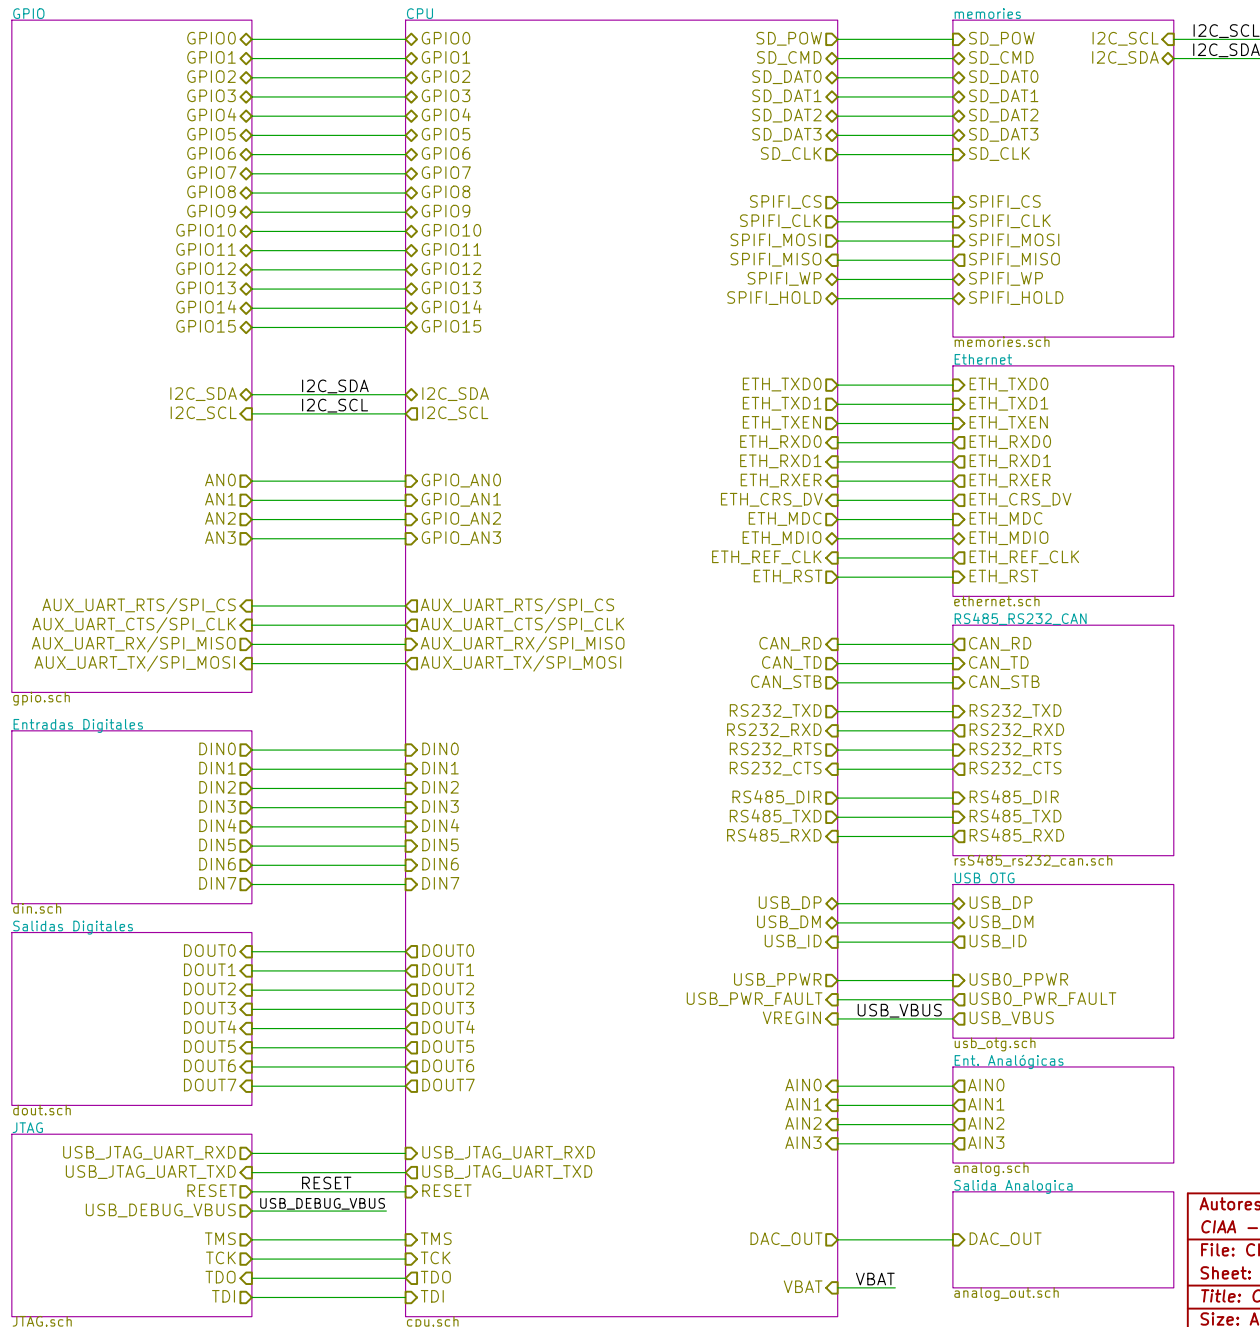 GPIO
GPIO0
GPIO1
GPIO2
GPIO3
GPIO4
GPIO5
GPIO6
GPIO7
GPIO8
GPIO9
GPIO10
GPIO11
GPIO12
GPIO13
GPIO14
GPIO15
I2C_SDA
I2C_SCL
AN0
AN1
AN2
AN3
AUX_UART_RTS/SPI_CS
AUX_UART_CTS/SPI_CLK
AUX_UART_RX/SPI_MISO
AUX_UART_TX/SPI_MOSI
gpio.sch
I2C_SDA
I2C_SCL
Entradas Digitales
DIN0
DIN1
DIN2
DIN3
DIN4
DIN5
DIN6
DIN7
din.sch
Salidas Digitales
DOUT0
DOUT1
DOUT2
DOUT3
DOUT4
DOUT5
DOUT6
DOUT7
dout.sch
JTAG
USB_JTAG_UART_RXD
USB_JTAG_UART_TXD
RESET
USB_DEBUG_VBUS
TMS
TCK
TDO
TDI
JTAG.sch
RESET
USB_DEBUG_VBUS
CPU
GPIO0
GPIO1
GPIO2
GPIO3
GPIO4
GPIO5
GPIO6
GPIO7
GPIO8
GPIO9
GPIO10
GPIO11
GPIO12
GPIO13
GPIO14
GPIO15
I2C_SDA
I2C_SCL
GPIO_AN0
GPIO_AN1
GPIO_AN2
GPIO_AN3
AUX_UART_RTS/SPI_CS
AUX_UART_CTS/SPI_CLK
AUX_UART_RX/SPI_MISO
AUX_UART_TX/SPI_MOSI
DIN0
DIN1
DIN2
DIN3
DIN4
DIN5
DIN6
DIN7
DOUT0
DOUT1
DOUT2
DOUT3
DOUT4
DOUT5
DOUT6
DOUT7
USB_JTAG_UART_RXD
USB_JTAG_UART_TXD
RESET
TMS
TCK
TDO
TDI
cpu.sch
SD_POW
SD_CMD
SD_DAT0
SD_DAT1
SD_DAT2
SD_DAT3
SD_CLK
SPIFI_CS
SPIFI_CLK
SPIFI_MOSI
SPIFI_MISO
SPIFI_WP
SPIFI_HOLD
ETH_TXD0
ETH_TXD1
ETH_TXEN
ETH_RXD0
ETH_RXD1
ETH_RXER
ETH_CRS_DV
ETH_MDC
ETH_MDIO
ETH_REF_CLK
ETH_RST
CAN_RD
CAN_TD
CAN_STB
RS232_TXD
RS232_RXD
RS232_RTS
RS232_CTS
RS485_DIR
RS485_TXD
RS485_RXD
USB_DP
USB_DM
USB_ID
USB_PPWR
USB_PWR_FAULT
VREGIN
AIN0
AIN1
AIN2
AIN3
DAC_OUT
VBAT
USB_VBUS
VBAT
memories
SD_POW
SD_CMD
SD_DAT0
SD_DAT1
SD_DAT2
SD_DAT3
SD_CLK
SPIFI_CS
SPIFI_CLK
SPIFI_MOSI
SPIFI_MISO
SPIFI_WP
SPIFI_HOLD
I2C_SCL
I2C_SDA
memories.sch
I2C_SCL
I2C_SDA
Ethernet
ETH_TXD0
ETH_TXD1
ETH_TXEN
ETH_RXD0
ETH_RXD1
ETH_RXER
ETH_CRS_DV
ETH_MDC
ETH_MDIO
ETH_REF_CLK
ETH_RST
ethernet.sch
RS485_RS232_CAN
CAN_RD
CAN_TD
CAN_STB
RS232_TXD
RS232_RXD
RS232_RTS
RS232_CTS
RS485_DIR
RS485_TXD
RS485_RXD
rsS485_rs232_can.sch
USB OTG
USB_DP
USB_DM
USB_ID
USB0_PPWR
USB0_PWR_FAULT
USB_VBUS
usb_otg.sch
Ent. Analógicas
AIN0
AIN1
AIN2
AIN3
analog.sch
Salida Analogica
DAC_OUT
analog_out.sch
Autores
CIAA -
File: CI
Sheet:
Title: C
Size: A